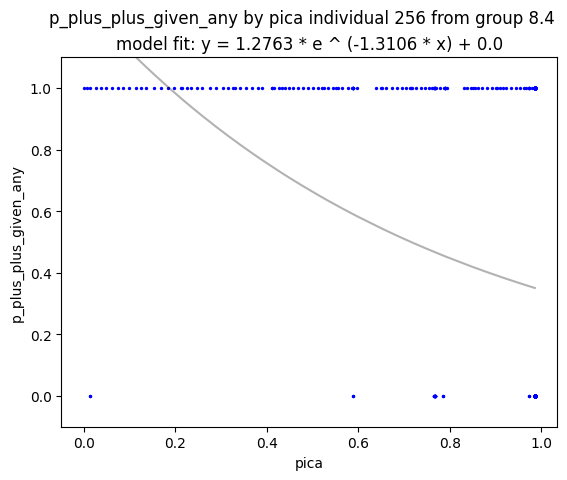 p_plus_plus_given_any by pica individual 256 from group 8.4
model fit: y = 1.2763 * e ^ (-1.3106 * x) + 0.0
1.0
0.8
0.6
0.4
0.2
0.0
p_plus_plus_given_any
0.0 0.2 0.4 0.6 0.8 1.0
pica